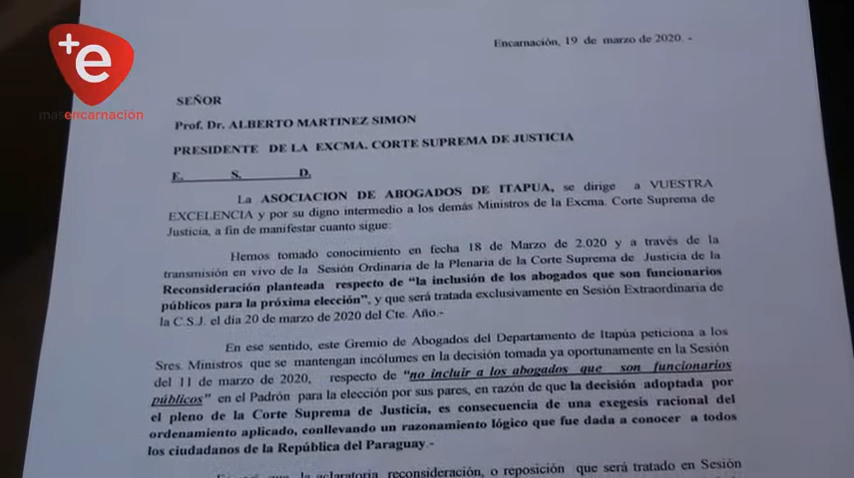 +e
masencarnación
Encarnación, 19 de marzo de 2020. -
SEÑOR
Prof. Dr. ALBERTO MARTINEZ SIMON
PRESIDENTE DE LA EXCMA. CORTE SUPREMA DE JUSTICIA
E. S. D.
La ASOCIACION DE ABOGADOS DE ITAPUA, se dirige a VUESTRA
EXCELENCIA y por su digno intermedio a los demás Ministros de la Excma. Corte Suprema de
Justicia, a fin de manifestar cuanto sigue:
Hemos tomado conocimiento en fecha 18 de Marzo de 2.020 y a través de la
transmisión en vivo de la Sesión Ordinaria de la Plenaria de la Corte Suprema de Justicia de la
Reconsideración planteada respecto de “la inclusión de los abogados que son funcionarios
públicos para la próxima elección”, y que será tratada exclusivamente en Sesión Extraordinaria de
la C.S.J. el día 20 de marzo de 2020 del Cte. Año.-
En ese sentido, este Gremio de Abogados del Departamento de Itapúa peticiona a los
Sres. Ministros que se mantengan incólumes en la decisión tomada ya oportunamente en la Sesión
del 11 de marzo de 2020, respecto de “no incluir a los abogados que son funcionarios
públicos” en el Padrón para la elección por sus pares, en razón de que la decisión adoptada por
el pleno de la Corte Suprema de Justicia, es consecuencia de una exegesis racional del
ordenamiento aplicado, conllevando un razonamiento lógico que fue dada a conocer a todos
los ciudadanos de la República del Paraguay.-
la aclaratoria, reconsideración, o reposición que será tratado en Sesión